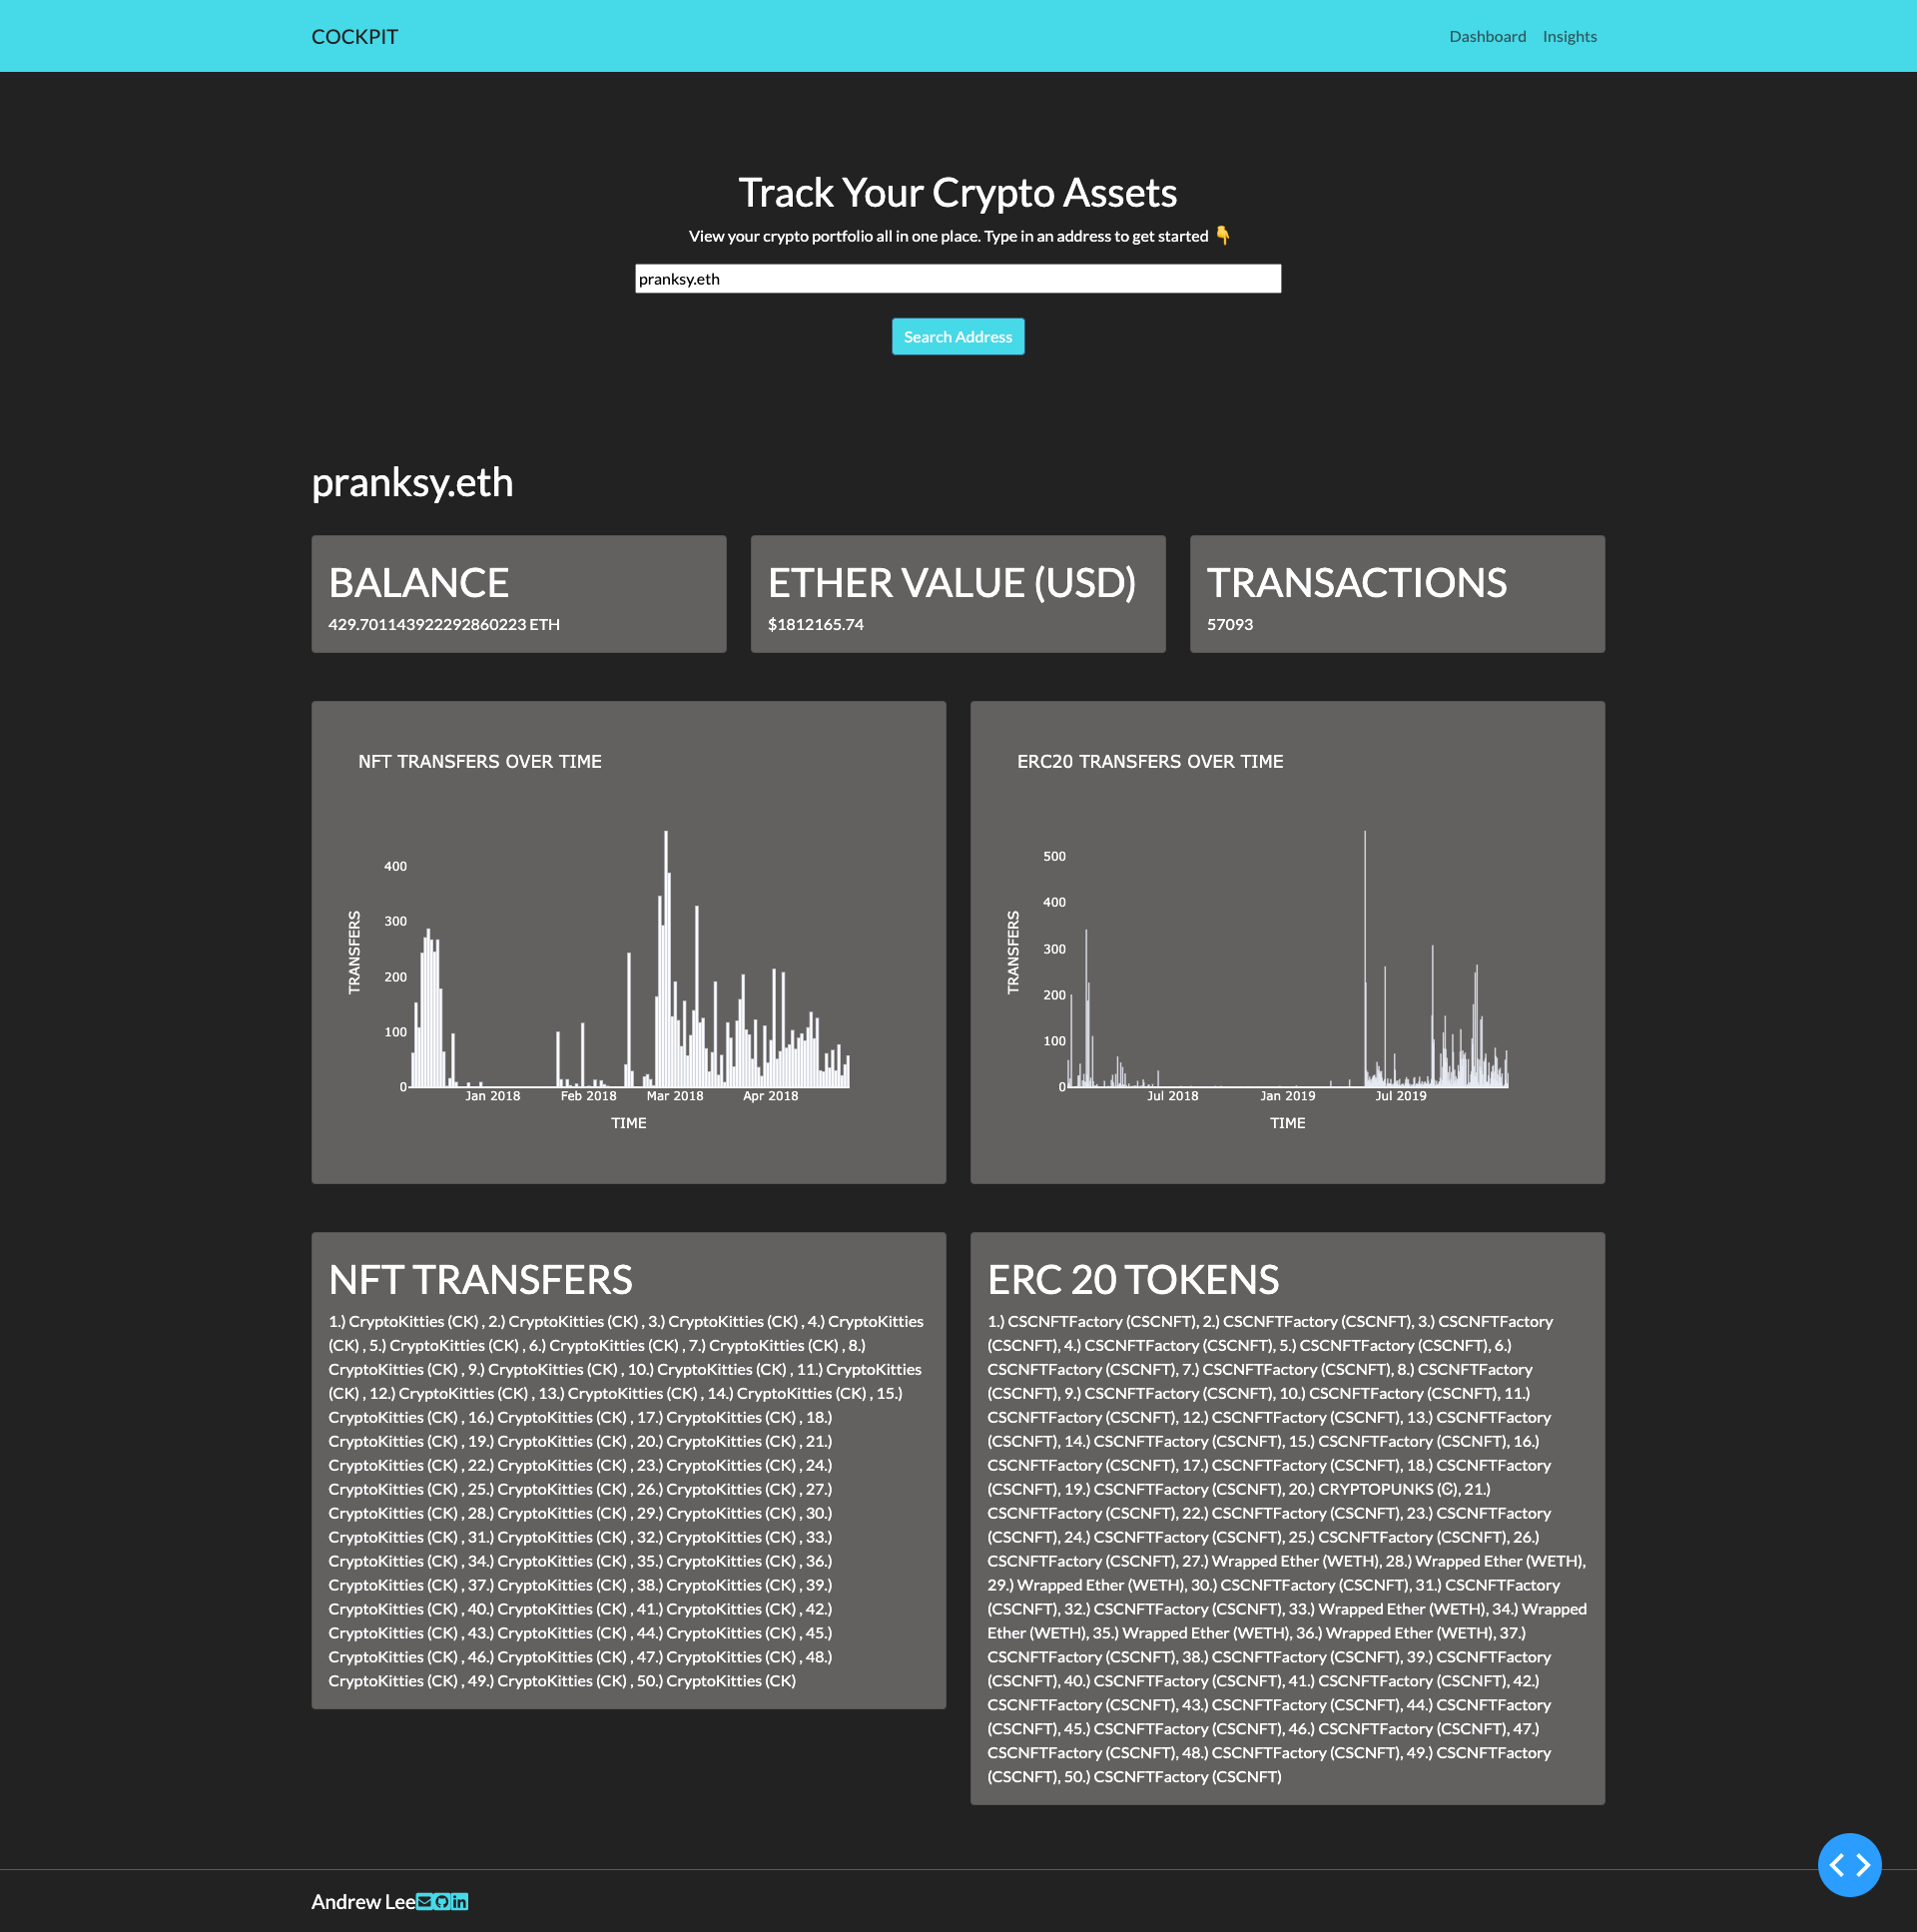 COCKPIT
Dashboard Insights
Track Your Crypto Assets
View your crypto portfolio all in one place. Type in an address to get started 👇
pranksy.eth
Search Address
pranksy.eth
BALANCE
429.701143922292860223 ETH
ETHER VALUE (USD)
$1812165.74
TRANSACTIONS
57093
NFT TRANSFERS OVER TIME
400
300
200
100
0
TRANSFERS
Jan 2018 Feb 2018 Mar 2018 Apr 2018
TIME
ERC20 TRANSFERS OVER TIME
500
400
300
200
100
0
TRANSFERS
Jul 2018 Jan 2019 Jul 2019
TIME
NFT TRANSFERS
1.) CryptoKitties (CK) , 2.) CryptoKitties (CK) , 3.) CryptoKitties (CK) , 4.) CryptoKitties
(CK) , 5.) CryptoKitties (CK) , 6.) CryptoKitties (CK) , 7.) CryptoKitties (CK) , 8.)
CryptoKitties (CK) , 9.) CryptoKitties (CK) , 10.) CryptoKitties (CK) , 11.) CryptoKitties
(CK) , 12.) CryptoKitties (CK) , 13.) CryptoKitties (CK) , 14.) CryptoKitties (CK) , 15.)
CryptoKitties (CK) , 16.) CryptoKitties (CK) , 17.) CryptoKitties (CK) , 18.)
CryptoKitties (CK) , 19.) CryptoKitties (CK) , 20.) CryptoKitties (CK) , 21.)
CryptoKitties (CK) , 22.) CryptoKitties (CK) , 23.) CryptoKitties (CK) , 24.)
CryptoKitties (CK) , 25.) CryptoKitties (CK) , 26.) CryptoKitties (CK) , 27.)
CryptoKitties (CK) , 28.) CryptoKitties (CK) , 29.) CryptoKitties (CK) , 30.)
CryptoKitties (CK) , 31.) CryptoKitties (CK) , 32.) CryptoKitties (CK) , 33.)
CryptoKitties (CK) , 34.) CryptoKitties (CK) , 35.) CryptoKitties (CK) , 36.)
CryptoKitties (CK) , 37.) CryptoKitties (CK) , 38.) CryptoKitties (CK) , 39.)
CryptoKitties (CK) , 40.) CryptoKitties (CK) , 41.) CryptoKitties (CK) , 42.)
CryptoKitties (CK) , 43.) CryptoKitties (CK) , 44.) CryptoKitties (CK) , 45.)
CryptoKitties (CK) , 46.) CryptoKitties (CK) , 47.) CryptoKitties (CK) , 48.)
CryptoKitties (CK) , 49.) CryptoKitties (CK) , 50.) CryptoKitties (CK)
ERC 20 TOKENS
1.) CSCNFTFactory (CSCNFT), 2.) CSCNFTFactory (CSCNFT), 3.) CSCNFTFactory
(CSCNFT), 4.) CSCNFTFactory (CSCNFT), 5.) CSCNFTFactory (CSCNFT), 6.)
CSCNFTFactory (CSCNFT), 7.) CSCNFTFactory (CSCNFT), 8.) CSCNFTFactory
(CSCNFT), 9.) CSCNFTFactory (CSCNFT), 10.) CSCNFTFactory (CSCNFT), 11.)
CSCNFTFactory (CSCNFT), 12.) CSCNFTFactory (CSCNFT), 13.) CSCNFTFactory
(CSCNFT), 14.) CSCNFTFactory (CSCNFT), 15.) CSCNFTFactory (CSCNFT), 16.)
CSCNFTFactory (CSCNFT), 17.) CSCNFTFactory (CSCNFT), 18.) CSCNFTFactory
(CSCNFT), 19.) CSCNFTFactory (CSCNFT), 20.) CRYPTOPUNKS (Ͼ), 21.)
CSCNFTFactory (CSCNFT), 22.) CSCNFTFactory (CSCNFT), 23.) CSCNFTFactory
(CSCNFT), 24.) CSCNFTFactory (CSCNFT), 25.) CSCNFTFactory (CSCNFT), 26.)
CSCNFTFactory (CSCNFT), 27.) Wrapped Ether (WETH), 28.) Wrapped Ether (WETH),
29.) Wrapped Ether (WETH), 30.) CSCNFTFactory (CSCNFT), 31.) CSCNFTFactory
(CSCNFT), 32.) CSCNFTFactory (CSCNFT), 33.) Wrapped Ether (WETH), 34.) Wrapped
Ether (WETH), 35.) Wrapped Ether (WETH), 36.) Wrapped Ether (WETH), 37.)
CSCNFTFactory (CSCNFT), 38.) CSCNFTFactory (CSCNFT), 39.) CSCNFTFactory
(CSCNFT), 40.) CSCNFTFactory (CSCNFT), 41.) CSCNFTFactory (CSCNFT), 42.)
CSCNFTFactory (CSCNFT), 43.) CSCNFTFactory (CSCNFT), 44.) CSCNFTFactory
(CSCNFT), 45.) CSCNFTFactory (CSCNFT), 46.) CSCNFTFactory (CSCNFT), 47.)
CSCNFTFactory (CSCNFT), 48.) CSCNFTFactory (CSCNFT), 49.) CSCNFTFactory
(CSCNFT), 50.) CSCNFTFactory (CSCNFT)
Andrew Lee